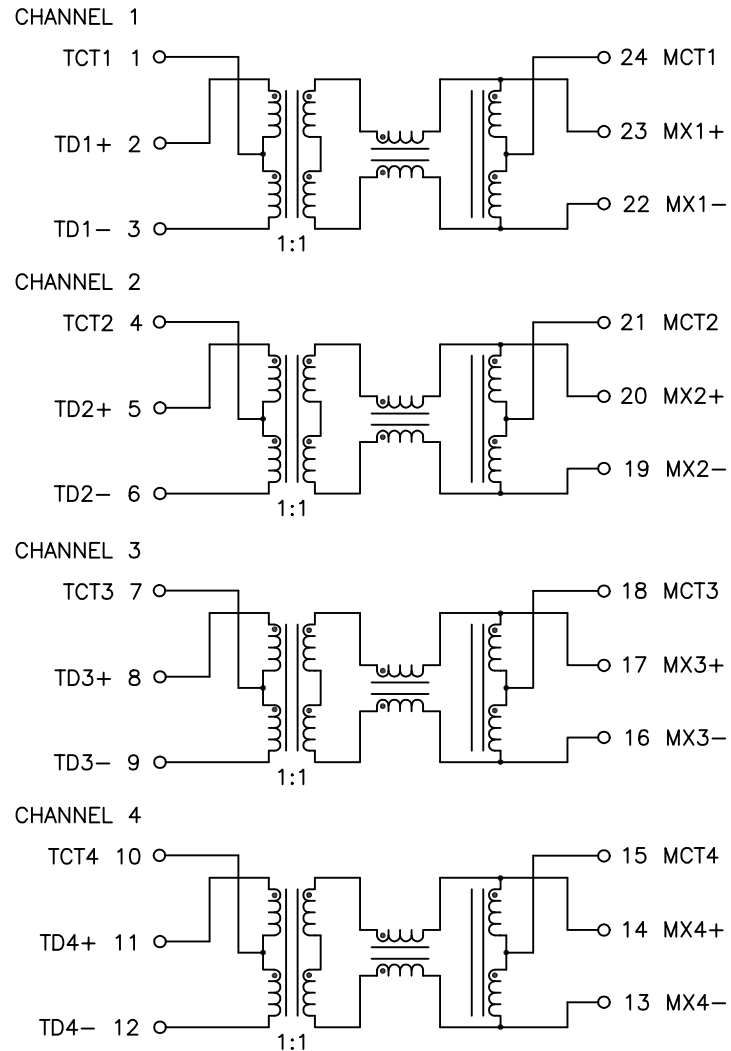 CHANNEL 1
TCT1 1 24 MCT1
TD1+ 2 23 MX1+
TD1− 3 22 MX1−
1:1
CHANNEL 2
TCT2 4 21 MCT2
TD2+ 5 20 MX2+
TD2− 6 19 MX2−
1:1
CHANNEL 3
TCT3 7 18 MCT3
TD3+ 8 17 MX3+
TD3− 9 16 MX3−
1:1
CHANNEL 4
TCT4 10 15 MCT4
TD4+ 11 14 MX4+
TD4− 12 13 MX4−
1:1